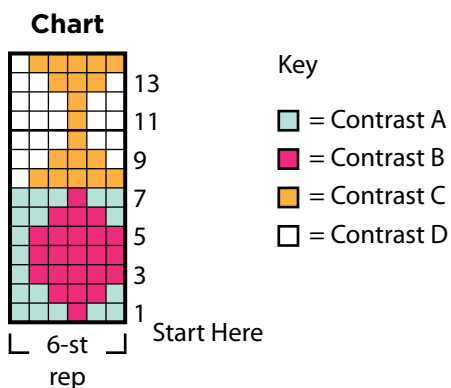 Chart
13
11
9
7
5
3
1
Start Here
6-st
rep
Key
= Contrast A
= Contrast B
= Contrast C
= Contrast D